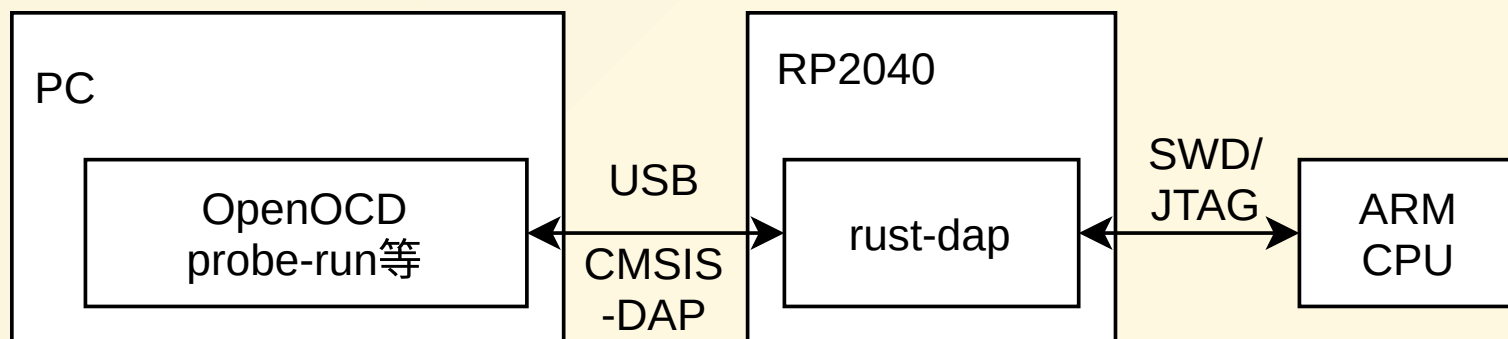 PC
OpenOCD
probe-run等
USB
CMSIS
-DAP
RP2040
rust-dap
SWD/
JTAG
ARM
CPU